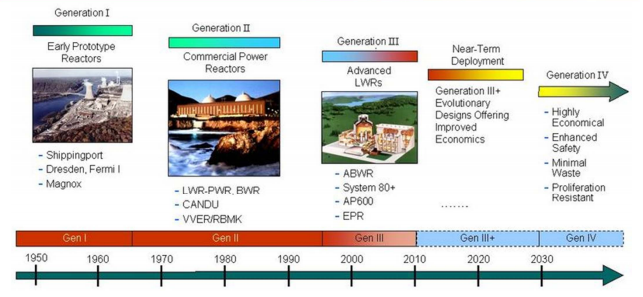 Generation I
Early Prototype
Reactors
- Shippingport
- Dresden, Fermi I
- Magnox
Generation II
Commercial Power
Reactors
- LWR-PWR, BWR
- CANDU
- VVER/RBMK
Generation III
Advanced
LWRs
- ABWR
- System 80+
- AP600
- EPR
Near-Term
Deployment
Generation III+
Evolutionary
Designs Offering
Improved
Economics
.......
Generation IV
- Highly
Economical
- Enhanced
Safety
- Minimal
Waste
- Proliferation
Resistant
Gen I Gen II Gen III Gen III+ Gen IV
1950 1960 1970 1980 1990 2000 2010 2020 2030